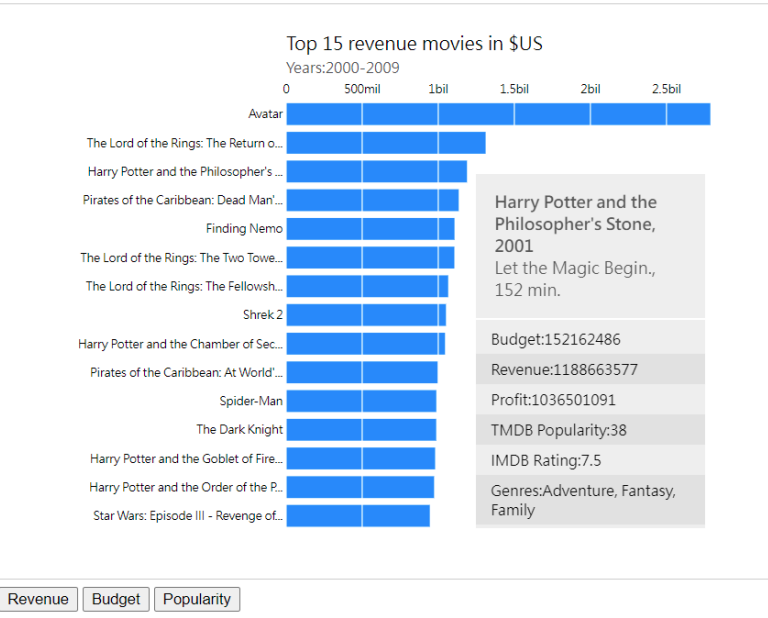 Top 15 revenue movies in $US
Years:2000-2009
0 500mil 1bil 1.5bil 2bil 2.5bil
Avatar
The Lord of the Rings: The Return o...
Harry Potter and the Philosopher's ...
Pirates of the Caribbean: Dead Man'...
Finding Nemo
The Lord of the Rings: The Two Towe...
The Lord of the Rings: The Fellowsh...
Shrek 2
Harry Potter and the Chamber of Sec...
Pirates of the Caribbean: At World'...
Spider-Man
The Dark Knight
Harry Potter and the Goblet of Fire...
Harry Potter and the Order of the P...
Star Wars: Episode III - Revenge of...
Harry Potter and the
Philosopher's Stone,
2001
Let the Magic Begin.,
152 min.
Budget:152162486
Revenue:1188663577
Profit:1036501091
TMDB Popularity:38
IMDB Rating:7.5
Genres:Adventure, Fantasy,
Family
Revenue Budget Popularity